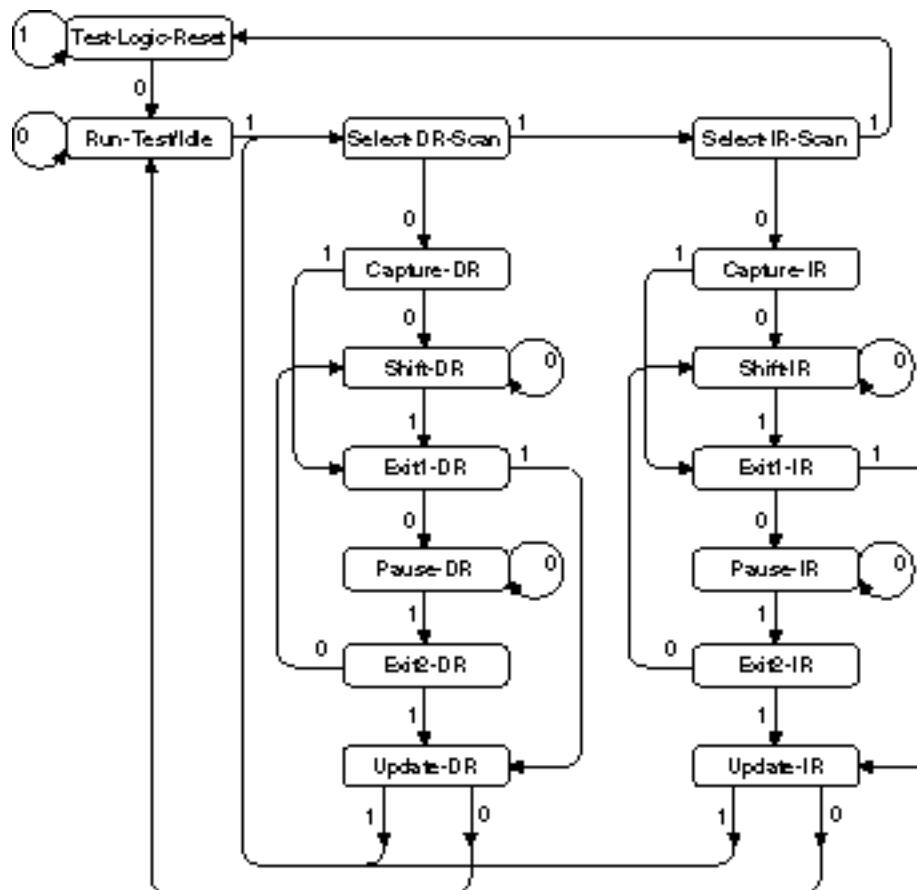 1 Test-Logic-Reset
0
0 Run-Test/Idle 1 Select-DR-Scan 1 Select-IR-Scan 1
0 0
1 Capture-DR 1 Capture-IR
0 0
Shift-DR 0 Shift-IR 0
1 1
Exit1-DR 1 Exit1-IR 1
0 0
Pause-DR 0 Pause-IR 0
1 1
0 Exit2-DR 0 Exit2-IR
1 1
Update-DR Update-IR
1 0 1 0